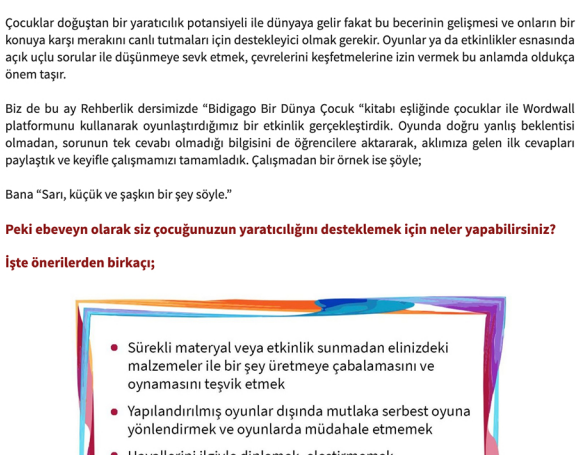 Çocuklar doğuştan bir yaratıcılık potansiyeli ile dünyaya gelir fakat bu becerinin gelişmesi ve onların bir
konuya karşı merakını canlı tutmaları için destekleyici olmak gerekir. Oyunlar ya da etkinlikler esnasında
açık uçlu sorular ile düşünmeye sevk etmek, çevrelerini keşfetmelerine izin vermek bu anlamda oldukça
önem taşır.
Biz de bu ay Rehberlik dersimizde “Bidigago Bir Dünya Çocuk “kitabı eşliğinde çocuklar ile Wordwall
platformunu kullanarak oyunlaştırdığımız bir etkinlik gerçekleştirdik. Oyunda doğru yanlış beklentisi
olmadan, sorunun tek cevabı olmadığı bilgisini de öğrencilere aktararak, aklımıza gelen ilk cevapları
paylaştık ve keyifle çalışmamızı tamamladık. Çalışmadan bir örnek ise şöyle;
Bana “Sarı, küçük ve şaşkın bir şey söyle.”
Peki ebeveyn olarak siz çocuğunuzun yaratıcılığını desteklemek için neler yapabilirsiniz?
İşte önerilerden birkaçı;
• Sürekli materyal veya etkinlik sunmadan elinizdeki
malzemeler ile bir şey üretmeye çabalamasını ve
oynamasını teşvik etmek
• Yapılandırılmış oyunlar dışında mutlaka serbest oyuna
yönlendirmek ve oyunlarda müdahale etmemek